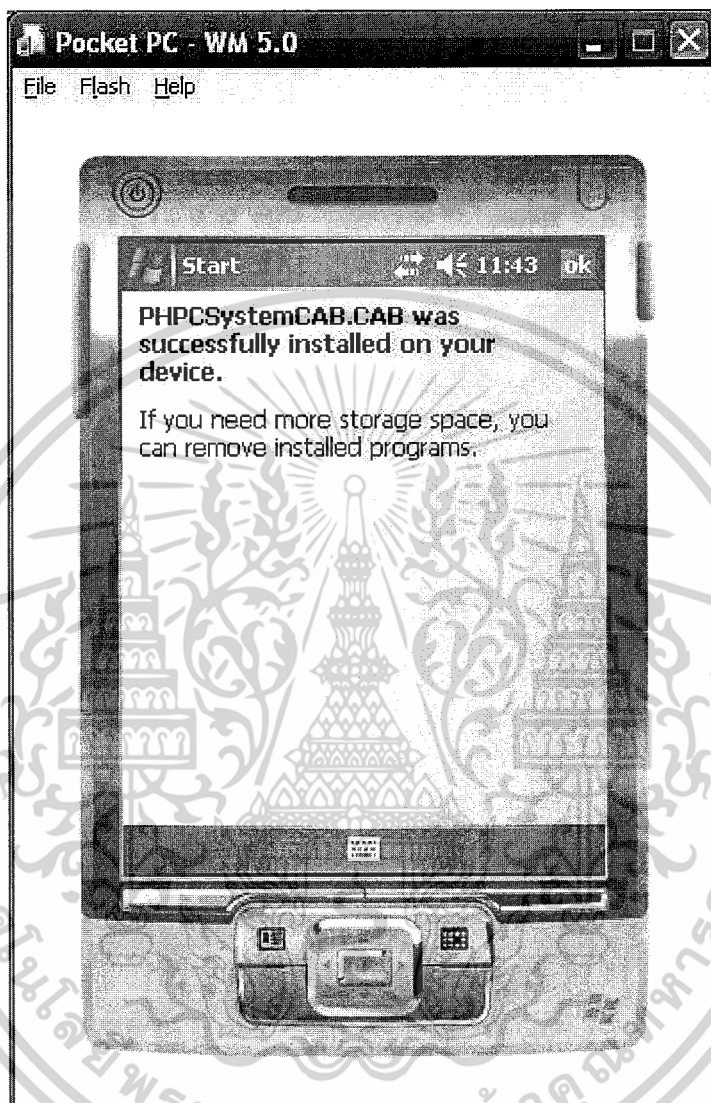 Pocket PC - WM 5.0
File Flash Help
Start 11:43 ok
PHPCSystemCAB.CAB was
successfully installed on your
device.
If you need more storage space, you
can remove installed programs.